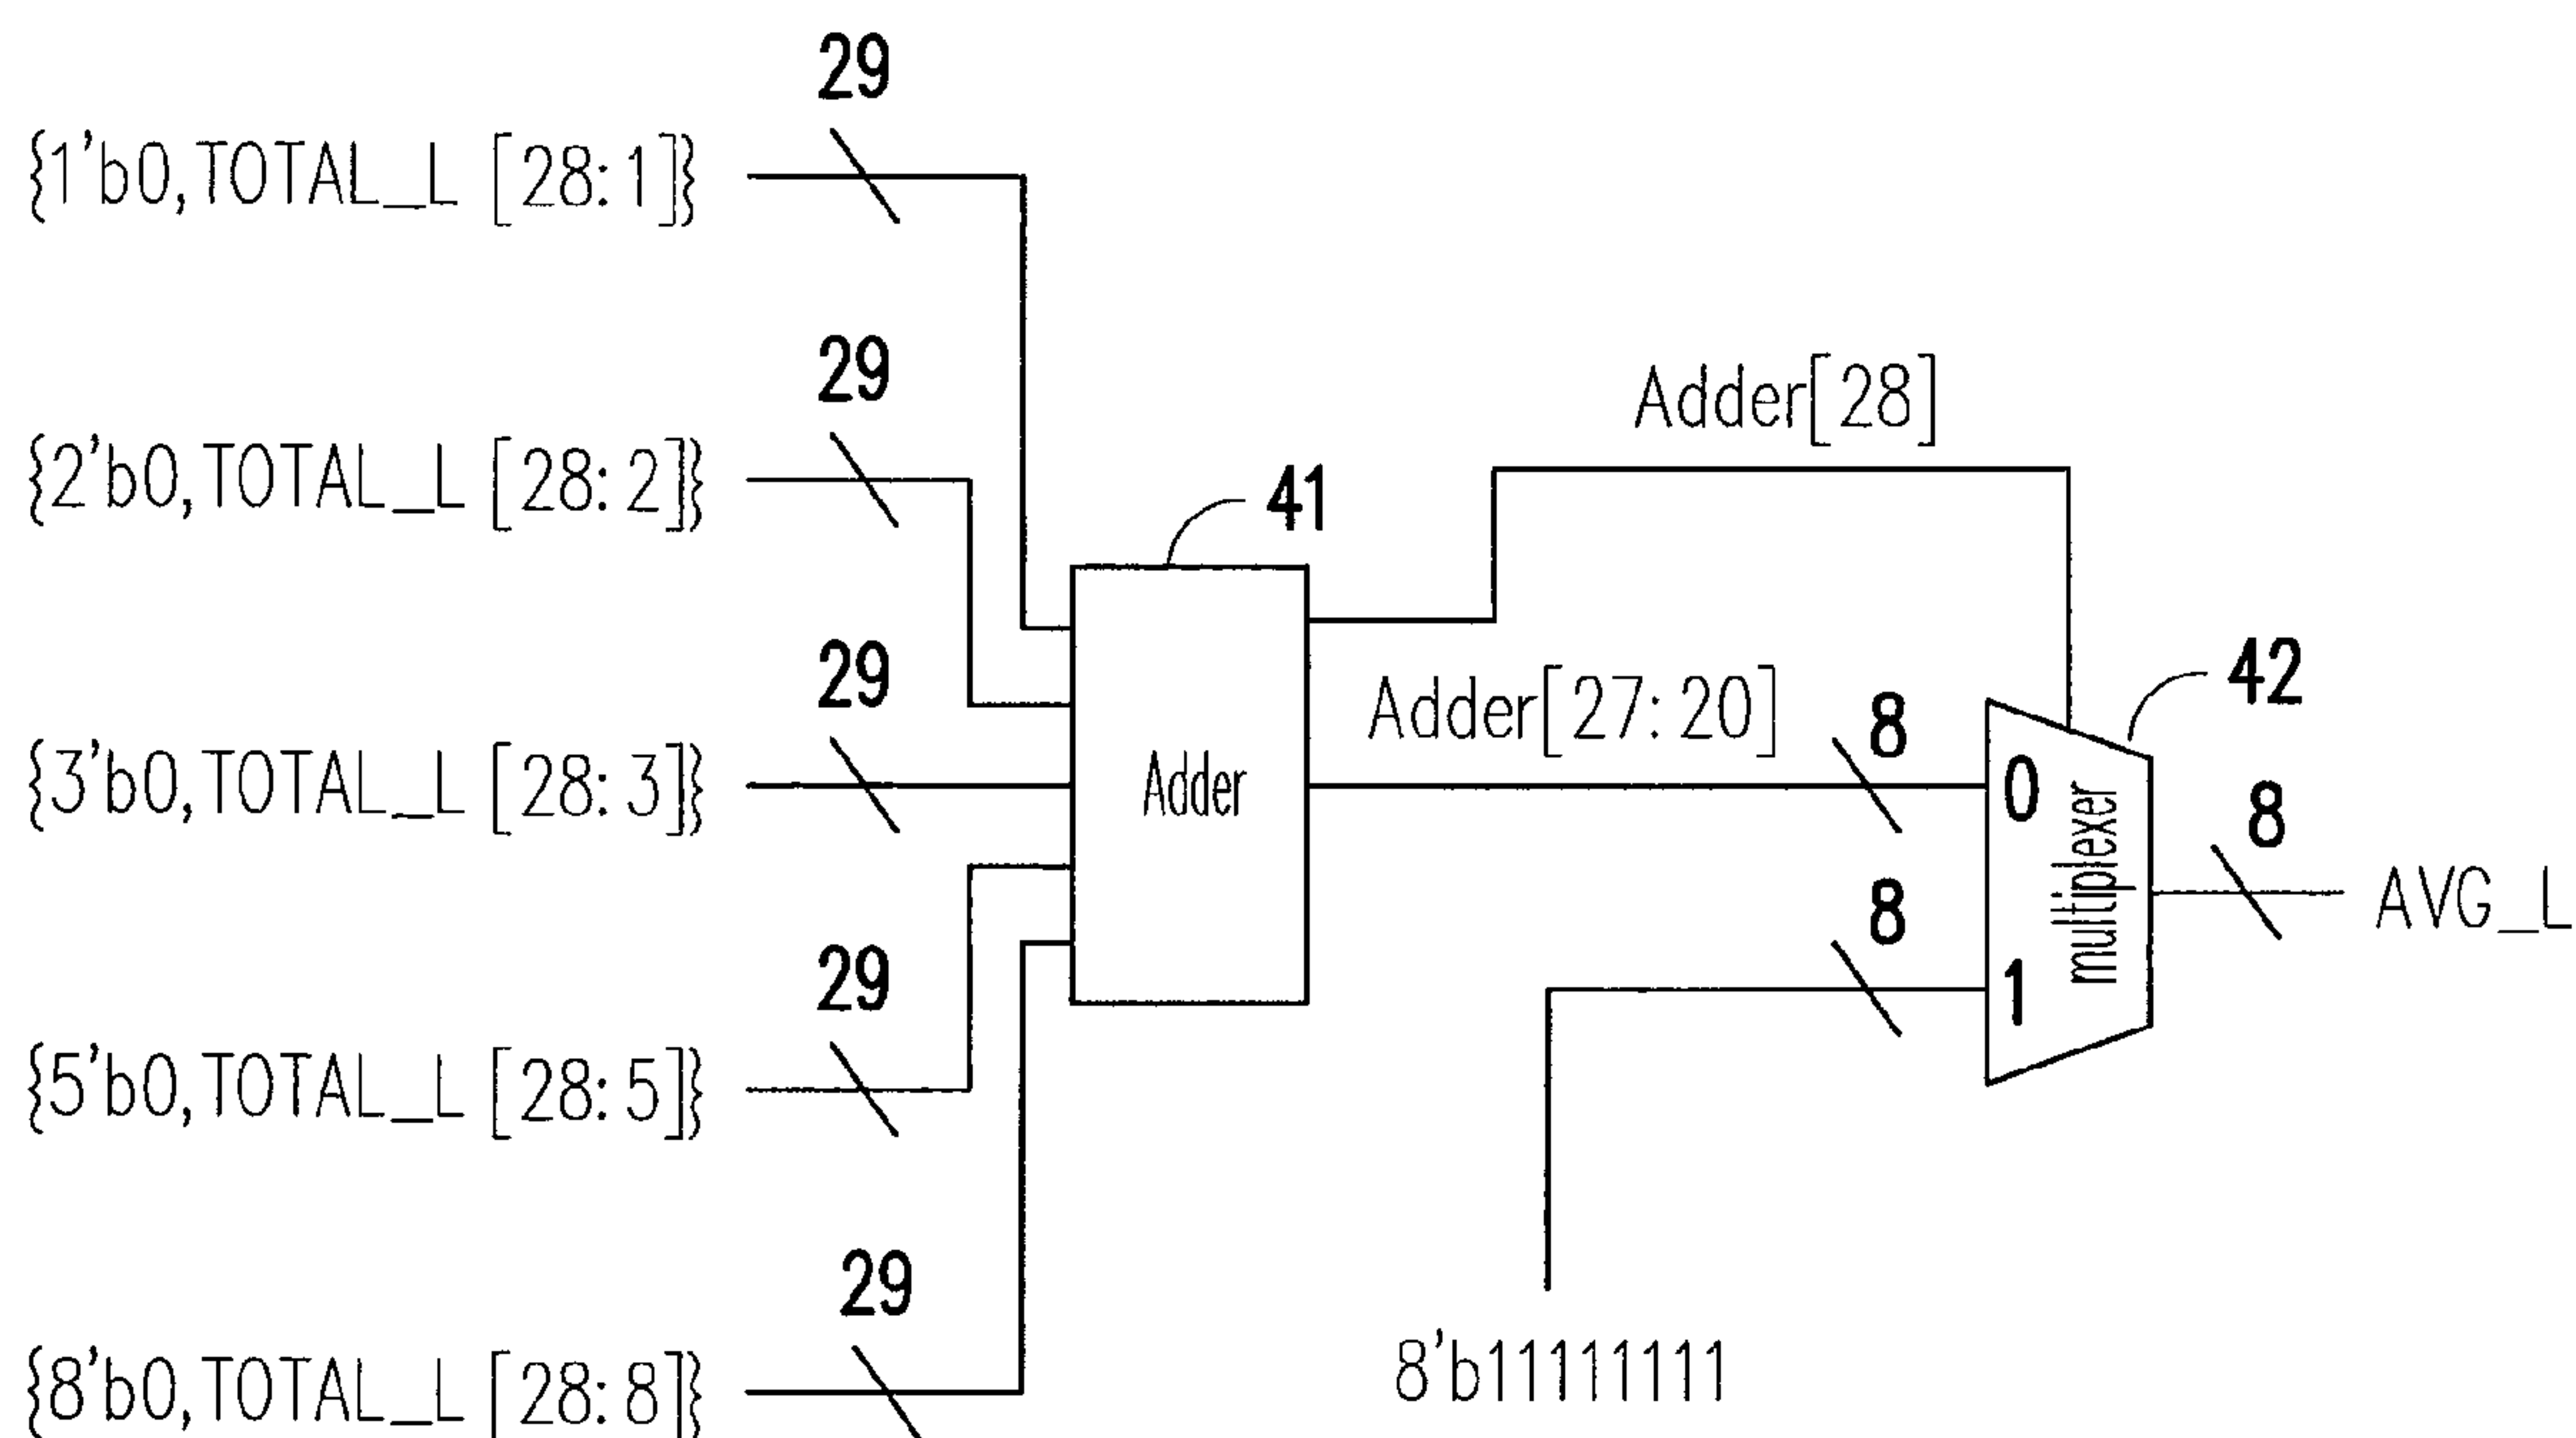 29
{1'b0,TOTAL_L [28:1]}
29
{2'b0,TOTAL_L [28:2]}
29
{3'b0,TOTAL_L [28:3]}
29
{5'b0,TOTAL_L [28:5]}
29
{8'b0,TOTAL_L [28:8]}
41
Adder
Adder[28]
Adder[27:20]
8
8
8'b11111111
42
0
1
multiplexer
8
AVG_L